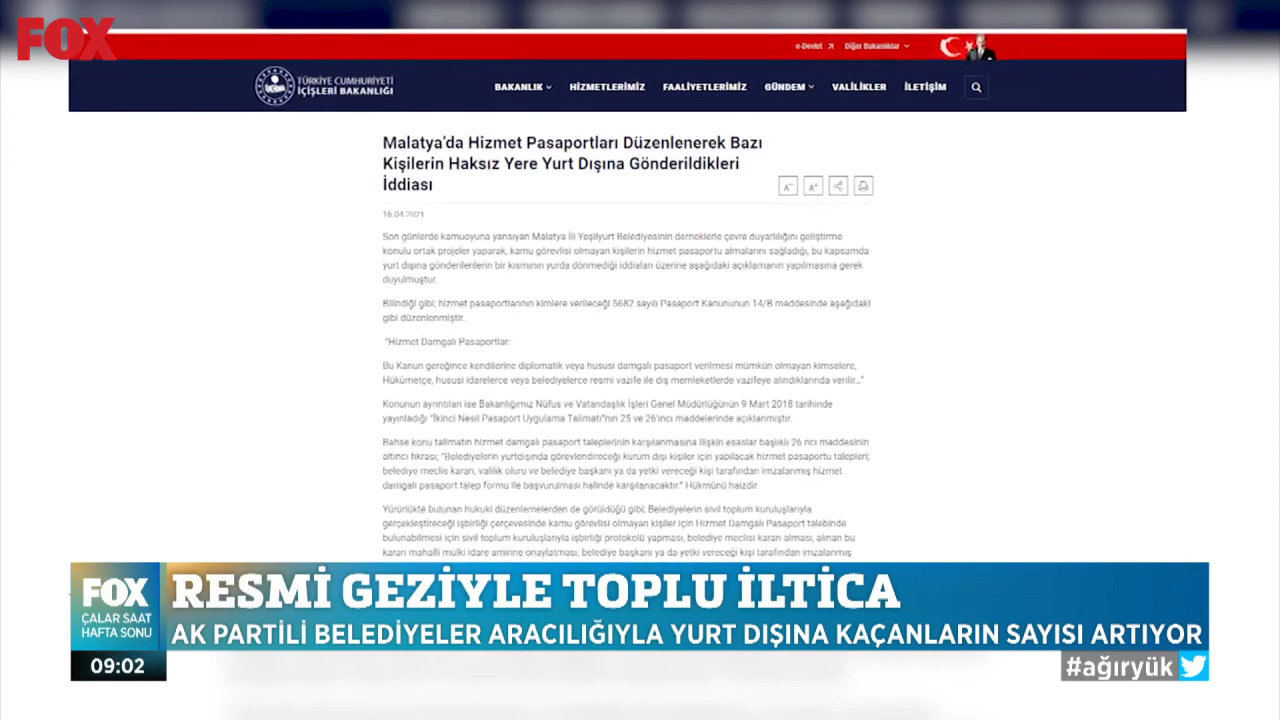 FOX
e-Devlet
Diğer Bakanlıklar
TÜRKİYE CUMHURİYETİ
İÇİŞLERİ BAKANLIĞI
BAKANLIK
HİZMETLERİMİZ
FAALİYETLERİMİZ
GÜNDEM
VALİLİKLER
İLETİŞİM
Malatya'da Hizmet Pasaportları Düzenlenerek Bazı
Kişilerin Haksız Yere Yurt Dışına Gönderildikleri
İddiası
A-
A+
16.04.2021
Son günlerde kamuoyuna yansıyan Malatya İli Yeşilyurt Belediyesinin derneklerle çevre duyarlılığını geliştirme
konulu ortak projeler yaparak, kamu görevlisi olmayan kişilerin hizmet pasaportu almalarını sağladığı, bu kapsamda
yurt dışına gönderilenlerin bir kısmının yurda dönmediği iddiaları üzerine aşağıdaki açıklamanın yapılmasına gerek
duyulmuştur.
Bilindiği gibi; hizmet pasaportlarının kimlere verileceği 5682 sayılı Pasaport Kanununun 14/B maddesinde aşağıdaki
gibi düzenlenmiştir.
"Hizmet Damgalı Pasaportlar:
Bu Kanun gereğince kendilerine diplomatik veya hususi damgalı pasaport verilmesi mümkün olmayan kimselere,
Hükümetçe, hususi idarelerce veya belediyelerce resmi vazife ile dış memleketlerde vazifeye alındıklarında verilir..."
Konunun ayrıntıları ise Bakanlığımız Nüfus ve Vatandaşlık İşleri Genel Müdürlüğünün 9 Mart 2018 tarihinde
yayınladığı "İkinci Nesil Pasaport Uygulama Talimatı"nın 25 ve 26'ıncı maddelerinde açıklanmıştır.
Bahse konu talimatın hizmet damgalı pasaport taleplerinin karşılanmasına ilişkin esaslar başlıklı 26 ncı maddesinin
altıncı fıkrası; "Belediyelerin yurtdışında görevlendireceği kurum dışı kişiler için yapılacak hizmet pasaportu talepleri;
belediye meclis kararı, valilik oluru ve belediye başkanı ya da yetki vereceği kişi tarafından imzalanmış hizmet
damgalı pasaport talep formu ile başvurulması halinde karşılanacaktır." Hükmünü haizdir.
Yürürlükte bulunan hukuki düzenlemelerden de görüldüğü gibi; Belediyelerin sivil toplum kuruluşlarıyla
gerçekleştireceği işbirliği çerçevesinde kamu görevlisi olmayan kişiler için Hizmet Damgalı Pasaport talebinde
bulunabilmesi için sivil toplum kuruluşlarıyla işbirliği protokolü yapması, belediye meclisi kararı alması, alınan bu
kararı mahalli mülki idare amirine onaylatması, belediye başkanı ya da yetki vereceği kişi tarafından imzalanmış
FOX
ÇALAR SAAT
HAFTA SONU
09:02
RESMİ GEZİYLE TOPLU İLTİCA
AK PARTİLİ BELEDİYELER ARACILIĞIYLA YURT DIŞINA KAÇANLARIN SAYISI ARTIYOR
#ağıryük